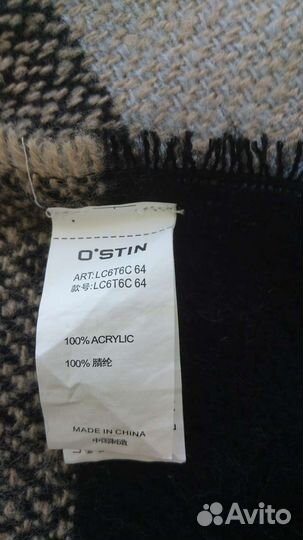 O'STIN
ART:LC6T6C 64
款号:LC6T6C 64
100% ACRYLIC
100% 腈纶
MADE IN CHINA
中国制造
Avito